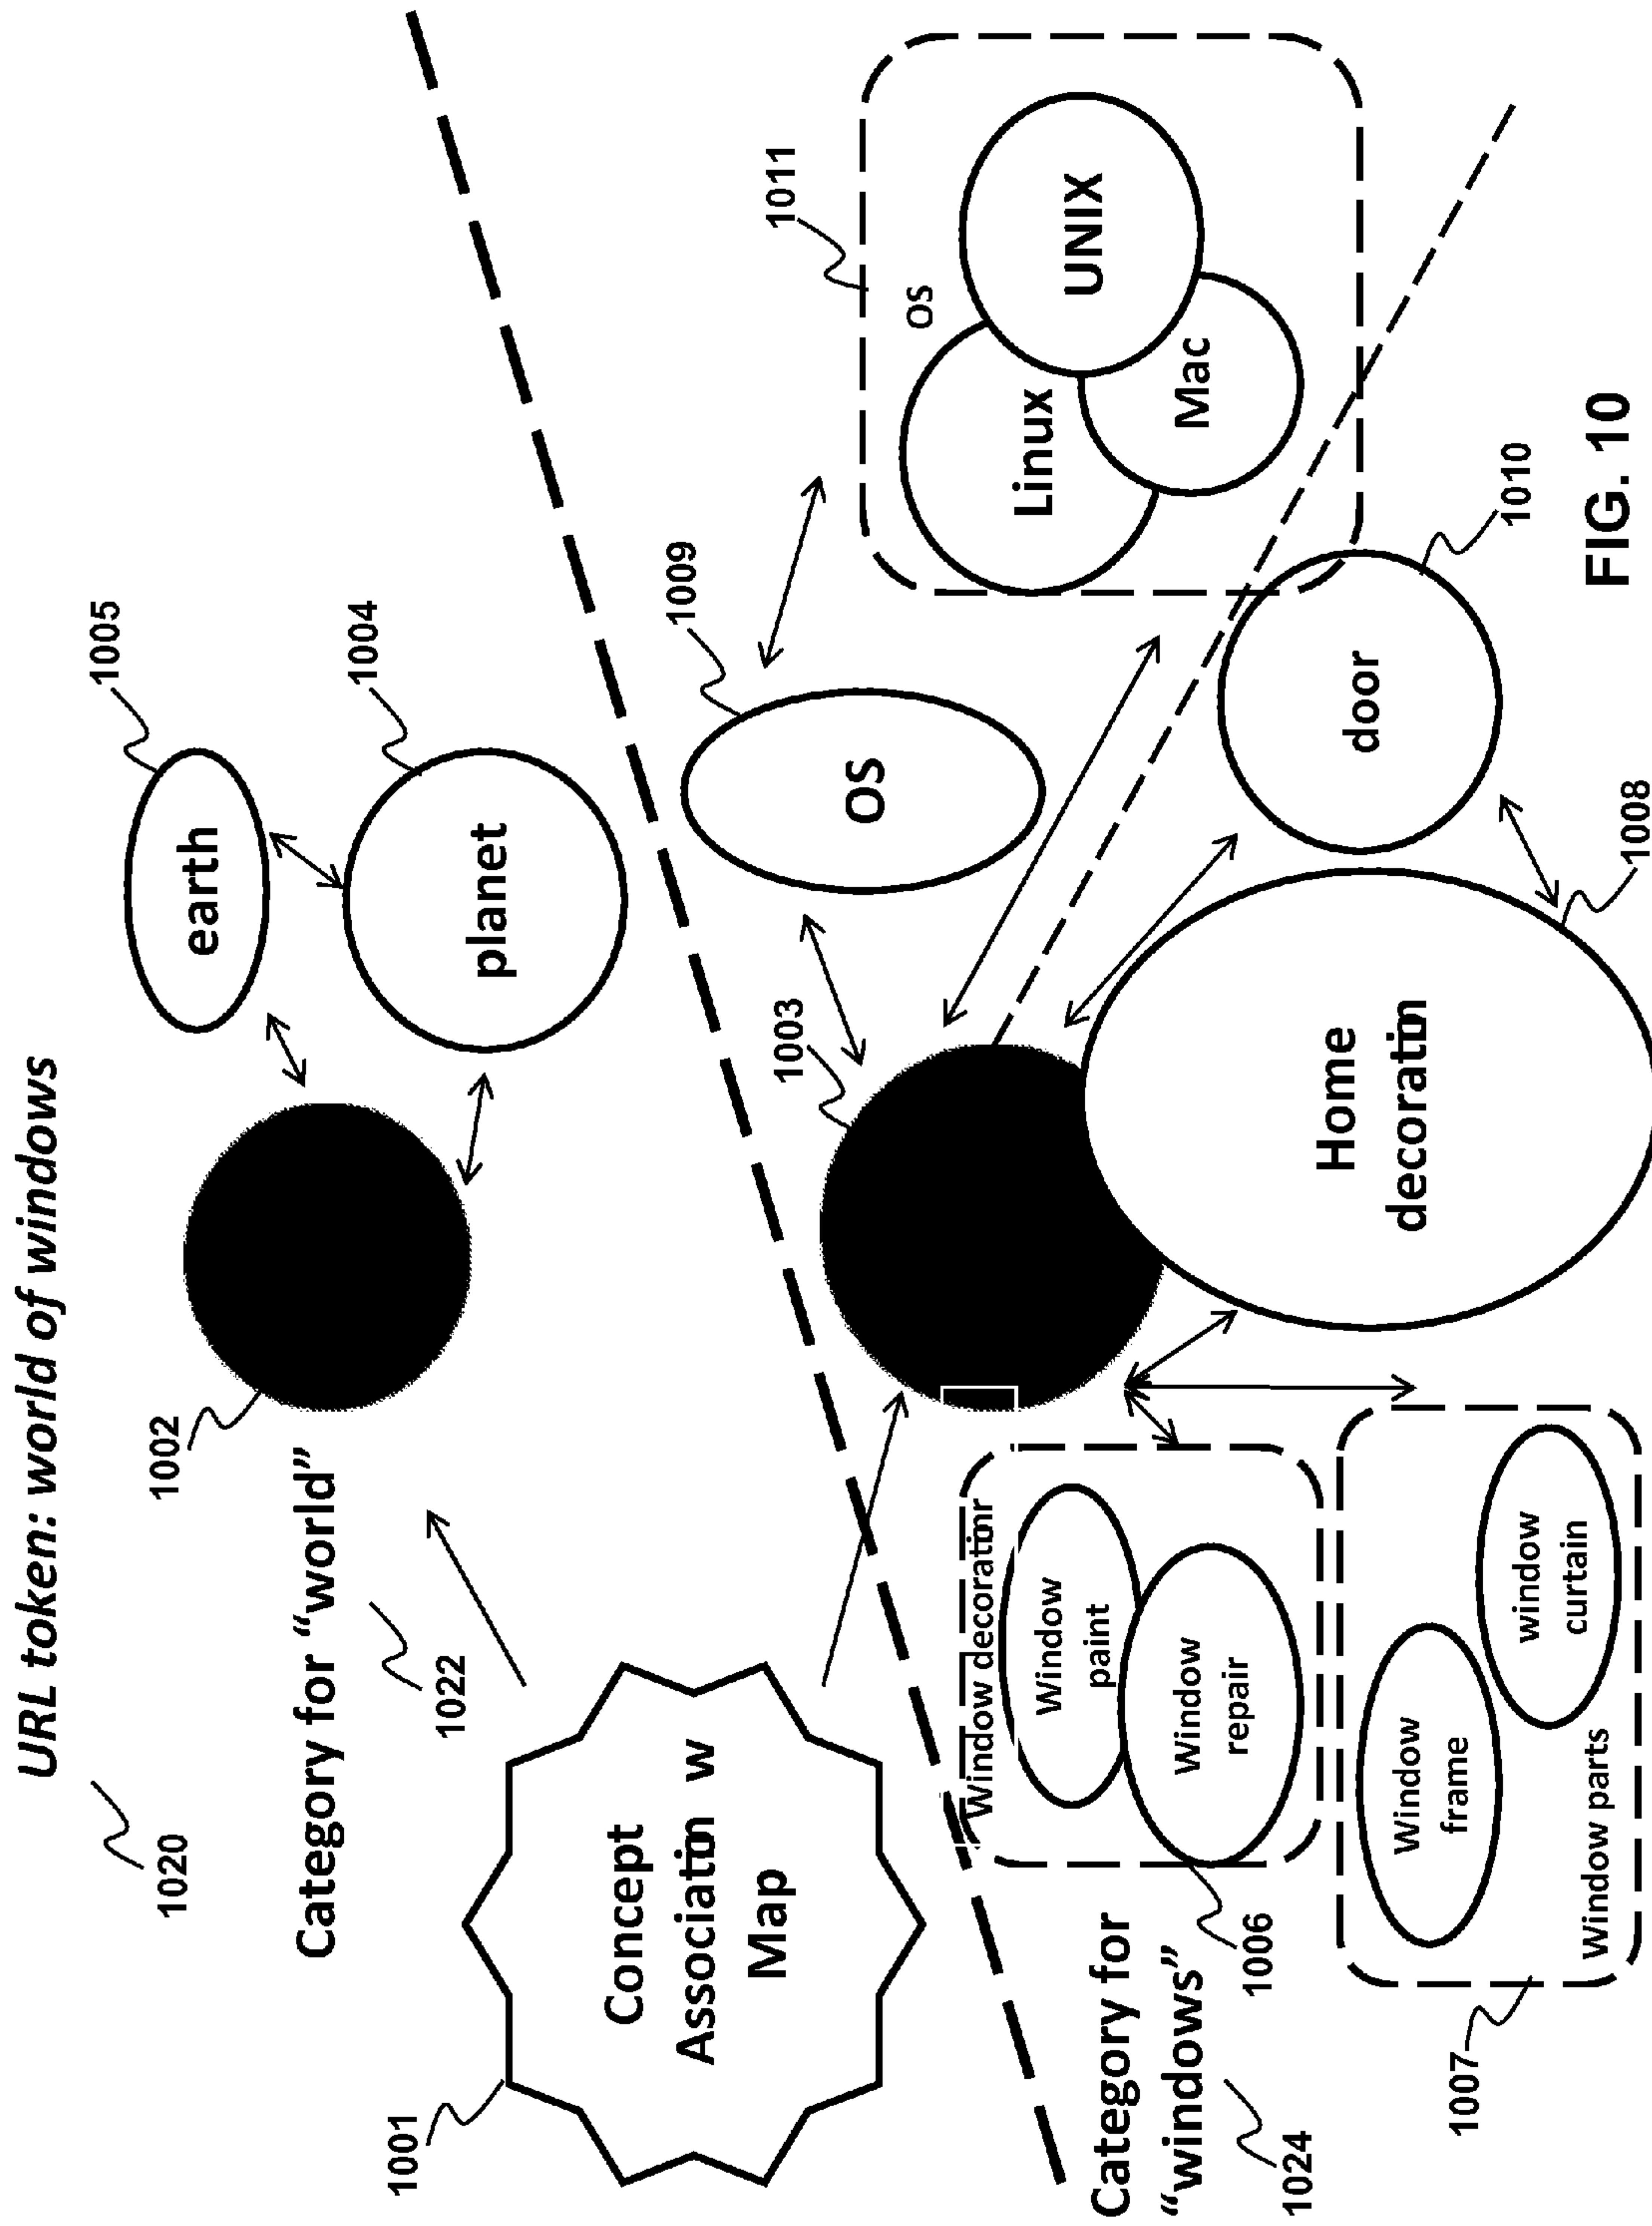 URL token: world of windows
1020
Category for “world”
1022
1002
1005
earth
1004
planet
1001
Concept
Association w
Map
1003
1009
OS
1011
OS
Linux
UNIX
Mac
Category for
“windows”
1024
Window decorationr
Window
paint
Window
repair
1006
Window
frame
window
curtain
Window parts
1007
Home
decoration
1008
door
1010
FIG. 10